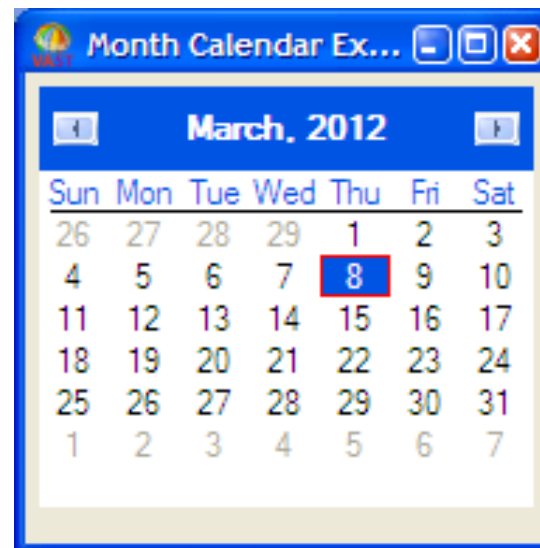 VAST Month Calendar Ex...
March, 2012
Sun Mon Tue Wed Thu Fri Sat
26 27 28 29 1 2 3
4 5 6 7 8 9 10
11 12 13 14 15 16 17
18 19 20 21 22 23 24
25 26 27 28 29 30 31
1 2 3 4 5 6 7